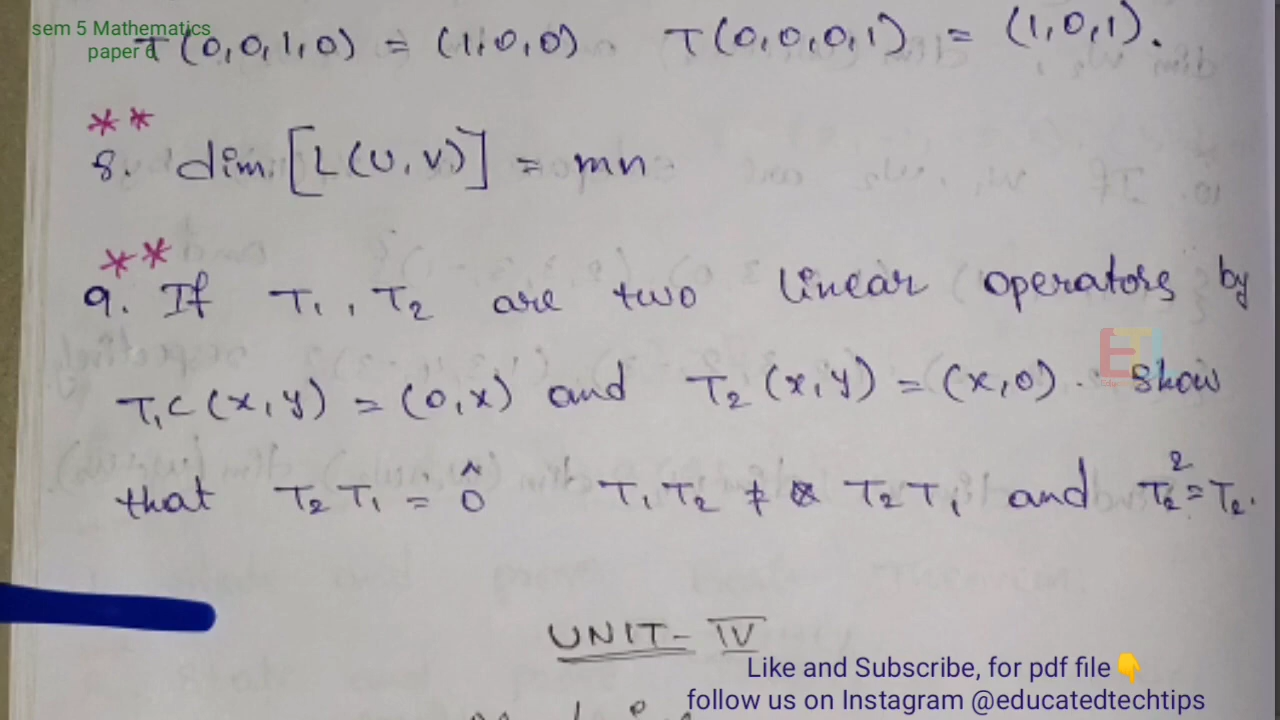 sem 5 Mathematics
paper 6
T(0,0,1,0) = (1,0,0) T(0,0,0,1) = (1,0,1).
**
8. dim [L(U,V)] = mn
**
9. If T₁, T₂ are two linear operators by
T₁C(x,y) = (0,x) and T₂(x,y) = (x,0). Show
that T₂T₁ = ô T₁T₂ ≠ T₂T₁ and T₂² = T₂.
UNIT-IV
Like and Subscribe, for pdf file👇
follow us on Instagram @educatedtechtips